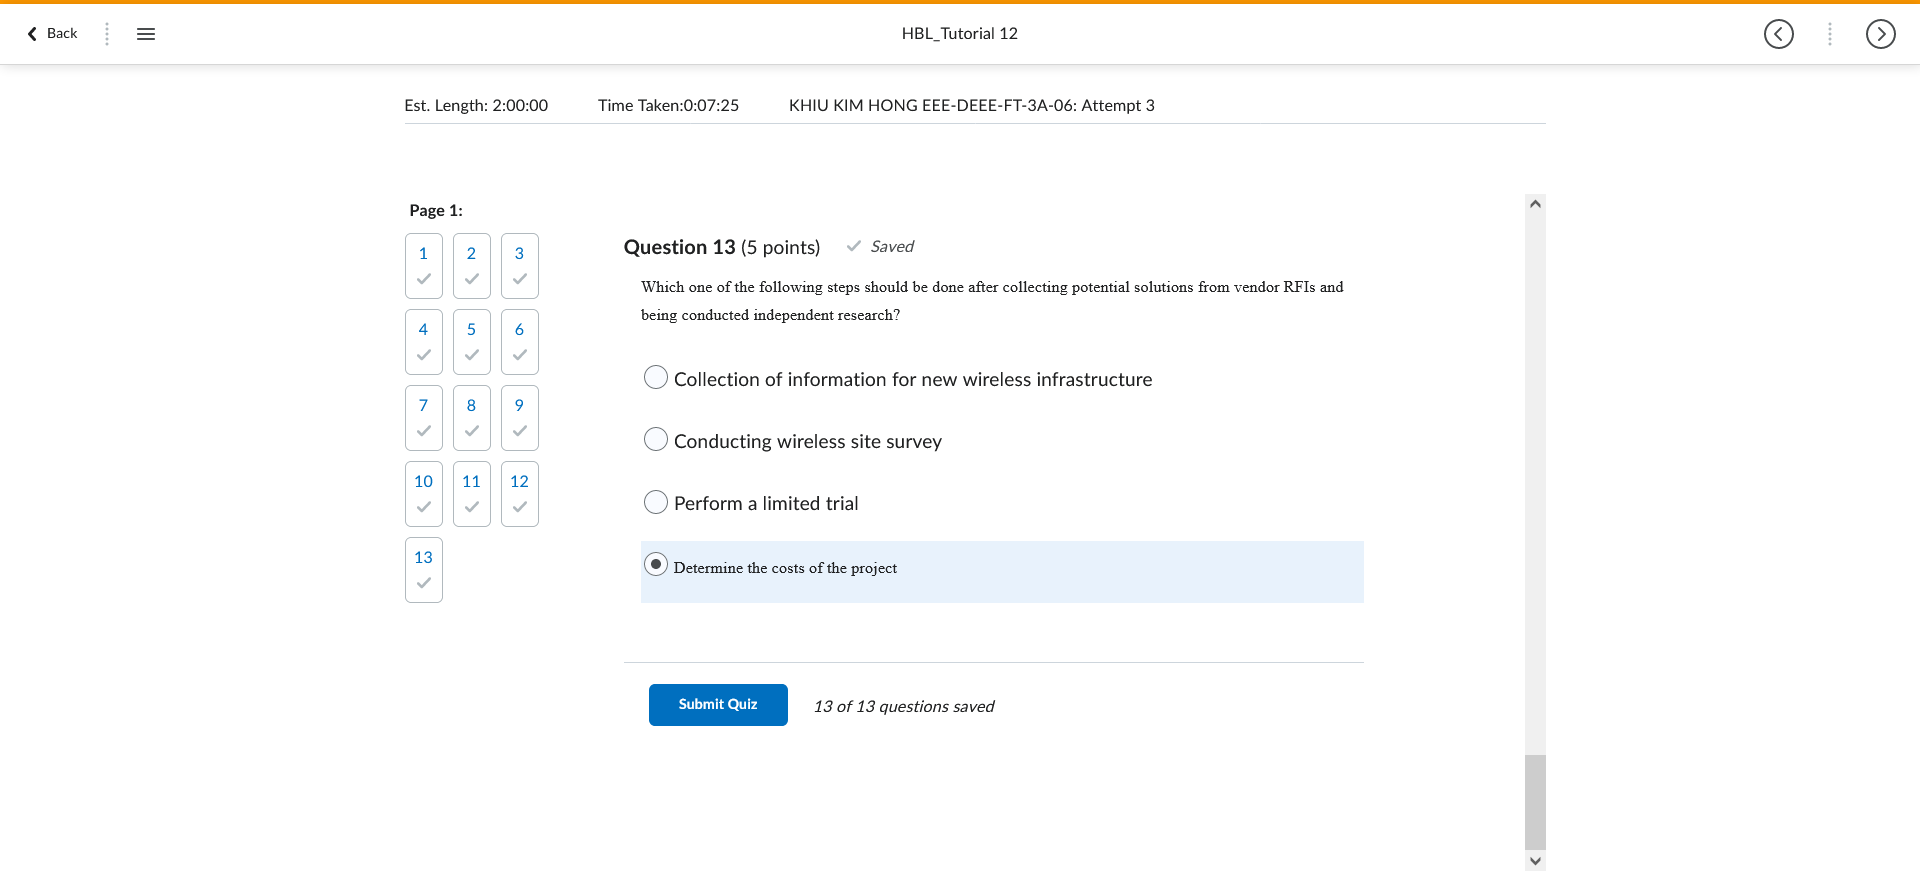 Back
HBL_Tutorial 12
Est. Length: 2:00:00 Time Taken:0:07:25 KHIU KIM HONG EEE-DEEE-FT-3A-06: Attempt 3
Page 1:
1 2 3
4 5 6
7 8 9
10 11 12
13
Question 13 (5 points) Saved
Which one of the following steps should be done after collecting potential solutions from vendor RFIs and
being conducted independent research?
Collection of information for new wireless infrastructure
Conducting wireless site survey
Perform a limited trial
Determine the costs of the project
Submit Quiz 13 of 13 questions saved